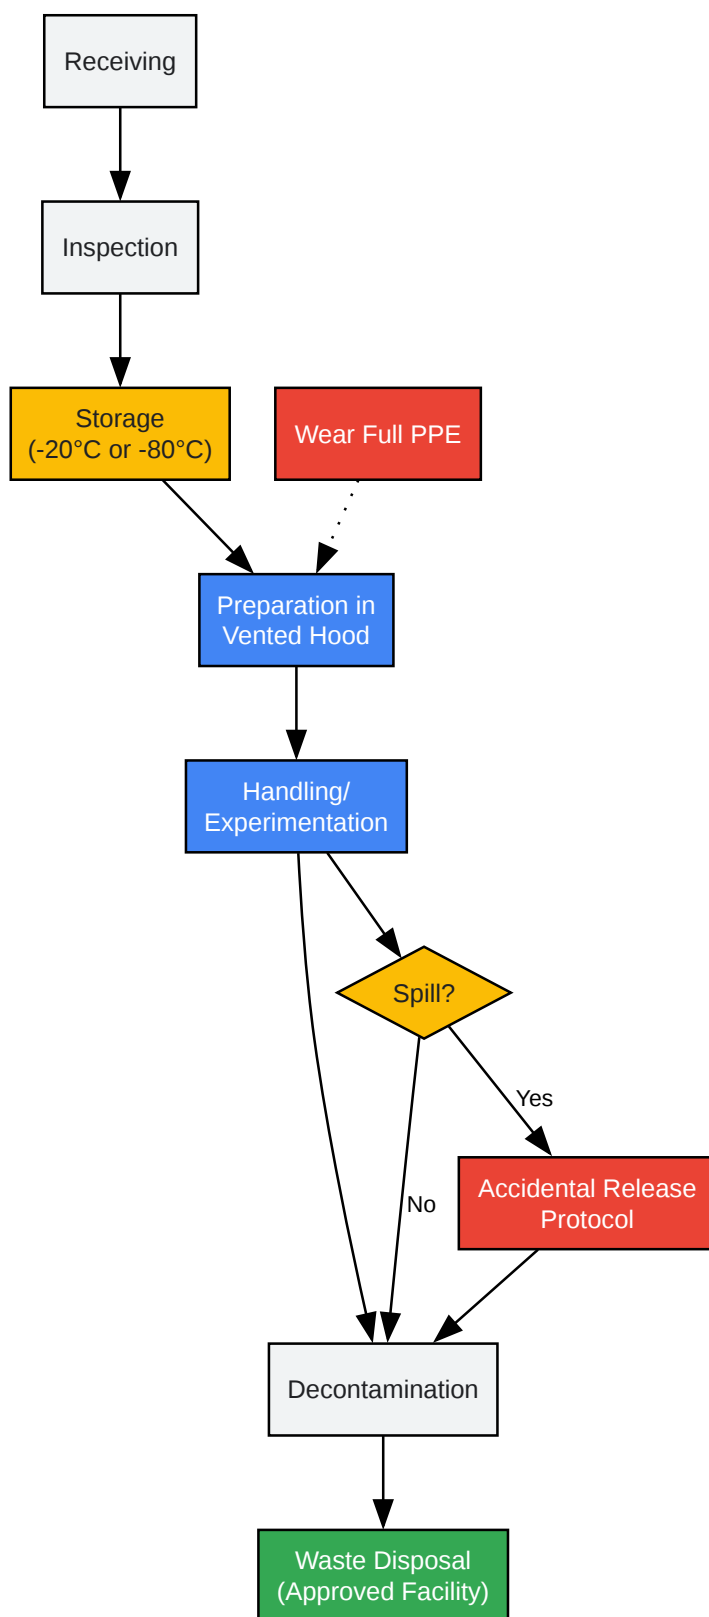 Receiving
Inspection
Storage
(-20°C or -80°C)
Wear Full PPE
Preparation in
Vented Hood
Handling/
Experimentation
Spill?
Yes
Accidental Release
Protocol
No
Decontamination
Waste Disposal
(Approved Facility)